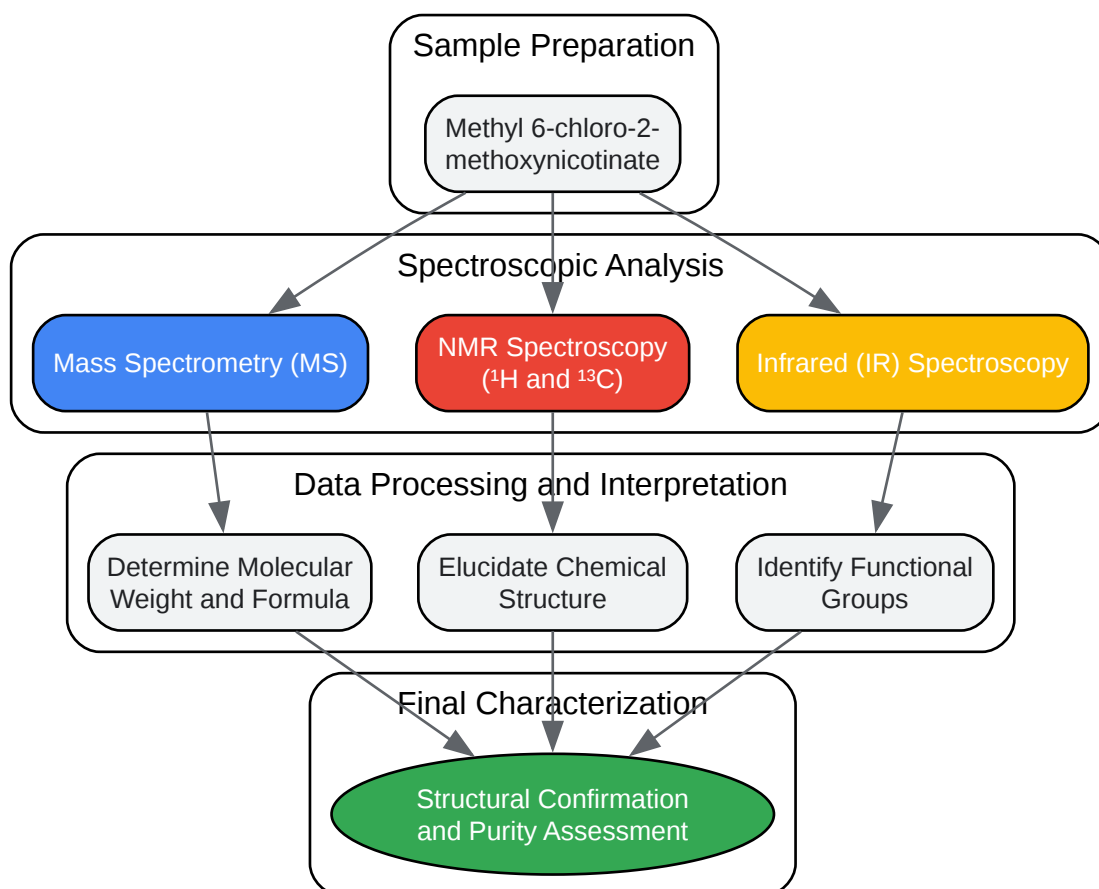 Sample Preparation
Methyl 6-chloro-2-
methoxynicotinate
Spectroscopic Analysis
Mass Spectrometry (MS)
NMR Spectroscopy
(¹H and ¹³C)
Infrared (IR) Spectroscopy
Data Processing and Interpretation
Determine Molecular
Weight and Formula
Elucidate Chemical
Structure
Identify Functional
Groups
Final Characterization
Structural Confirmation
and Purity Assessment